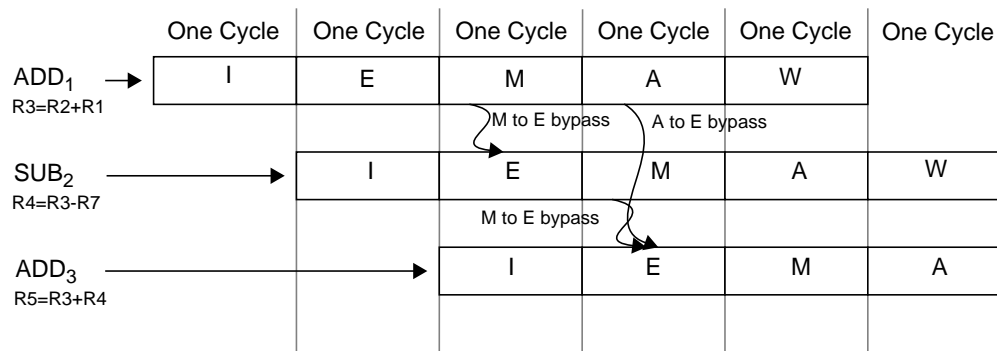 One Cycle One Cycle One Cycle One Cycle One Cycle One Cycle
ADD1 I E M A W
R3=R2+R1
M to E bypass A to E bypass
SUB2 I E M A W
R4=R3-R7
M to E bypass
ADD3 I E M A
R5=R3+R4